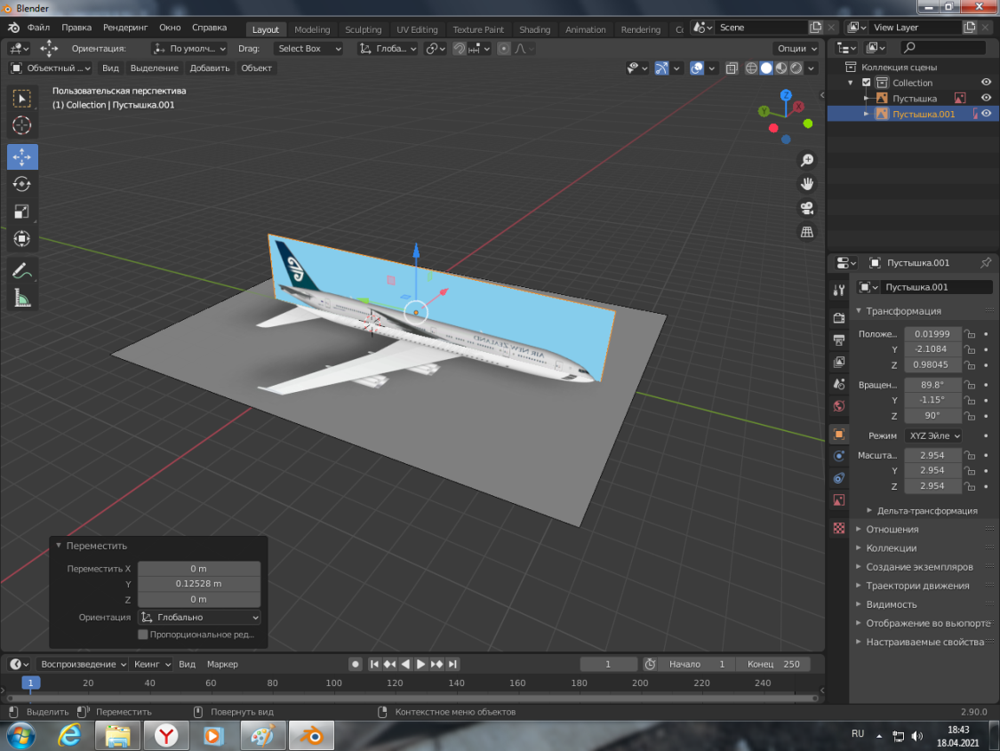 Blender
Файл Правка Рендеринг Окно Справка Layout Modeling Sculpting UV Editing Texture Paint Shading Animation Rendering Scene View Layer
Ориентация: По умолч... Drag: Select Box Глоба... Опции
Объектный ... Вид Выделение Добавить Объект
Пользовательская перспектива
(1) Collection | Пустышка.001
Z
Y
X
AIR NEW ZEALAND
Переместить
Переместить X 0 m
Y 0.12528 m
Z 0 m
Ориентация Глобально
Пропорциональное ред...
Коллекция сцены
Collection
Пустышка
Пустышка.001
Пустышка.001
Пустышка.001
Трансформация
Положе... 0.01999
Y -2.1084
Z 0.98045
Вращен... 89.8°
Y -1.15°
Z 90°
Режим XYZ Эйле
Масшта... 2.954
Y 2.954
Z 2.954
Дельта-трансформация
Отношения
Коллекции
Создание экземпляров
Траектории движения
Видимость
Отображение во вьюпорте
Настраиваемые свойства
Воспроизведение Кеинг Вид Маркер 1 Начало 1 Конец 250
1 20 40 60 80 100 120 140 160 180 200 220 240
Выделить Переместить Повернуть вид Контекстное меню объектов 2.90.0
RU 18:43
18.04.2021